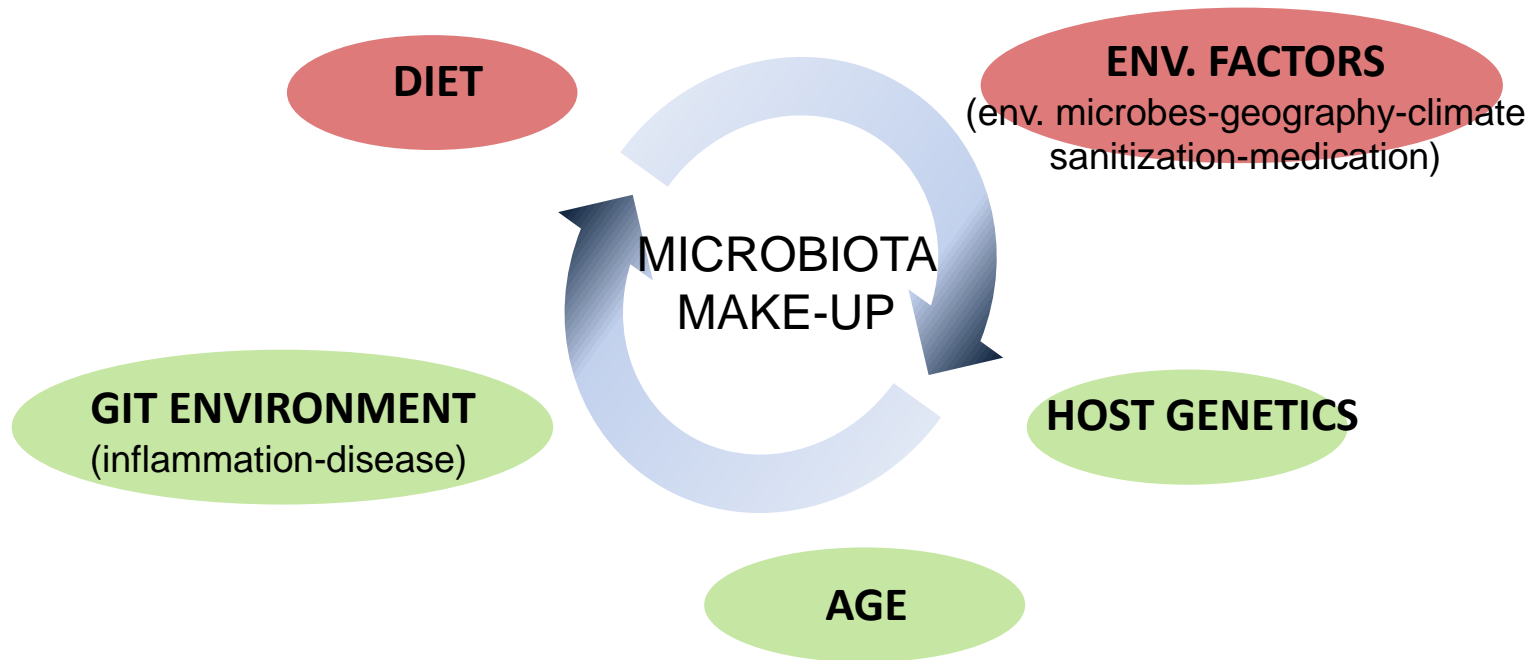 DIET
ENV. FACTORS
(env. microbes-geography-climate
sanitization-medication)
MICROBIOTA
MAKE-UP
GIT ENVIRONMENT
(inflammation-disease)
HOST GENETICS
AGE